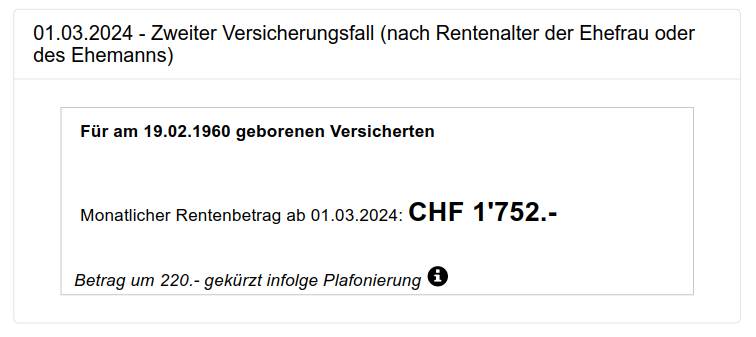 01.03.2024 - Zweiter Versicherungsfall (nach Rentenalter der Ehefrau oder
des Ehemanns)
Für am 19.02.1960 geborenen Versicherten
Monatlicher Rentenbetrag ab 01.03.2024: CHF 1'752.-
Betrag um 220.- gekürzt infolge Plafonierung